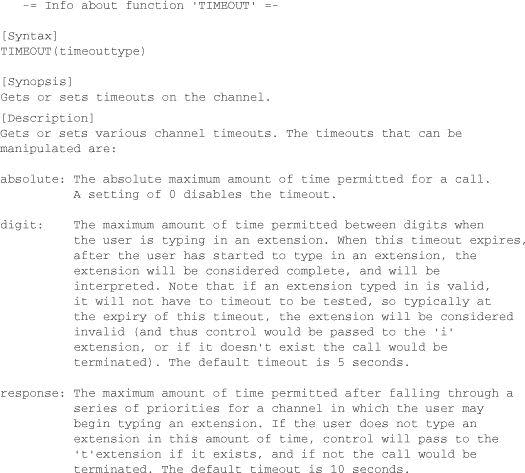 -= Info about function 'TIMEOUT' =-
[Syntax]
TIMEOUT(timeouttype)
[Synopsis]
Gets or sets timeouts on the channel.
[Description]
Gets or sets various channel timeouts. The timeouts that can be
manipulated are:
absolute: The absolute maximum amount of time permitted for a call.
A setting of 0 disables the timeout.
digit: The maximum amount of time permitted between digits when
the user is typing in an extension. When this timeout expires,
after the user has started to type in an extension, the
extension will be considered complete, and will be
interpreted. Note that if an extension typed in is valid,
it will not have to timeout to be tested, so typically at
the expiry of this timeout, the extension will be considered
invalid (and thus control would be passed to the 'i'
extension, or if it doesn't exist the call would be
terminated). The default timeout is 5 seconds.
response: The maximum amount of time permitted after falling through a
series of priorities for a channel in which the user may
begin typing an extension. If the user does not type an
extension in this amount of time, control will pass to the
't'extension if it exists, and if not the call would be
terminated. The default timeout is 10 seconds.